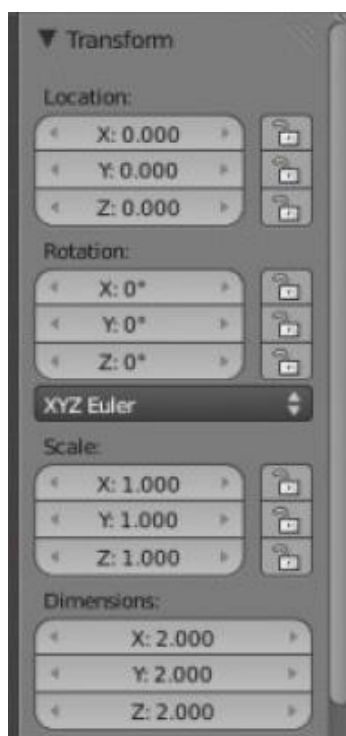 Transform
Location:
X: 0.000
Y: 0.000
Z: 0.000
Rotation:
X: 0°
Y: 0°
Z: 0°
XYZ Euler
Scale:
X: 1.000
Y: 1.000
Z: 1.000
Dimensions:
X: 2.000
Y: 2.000
Z: 2.000